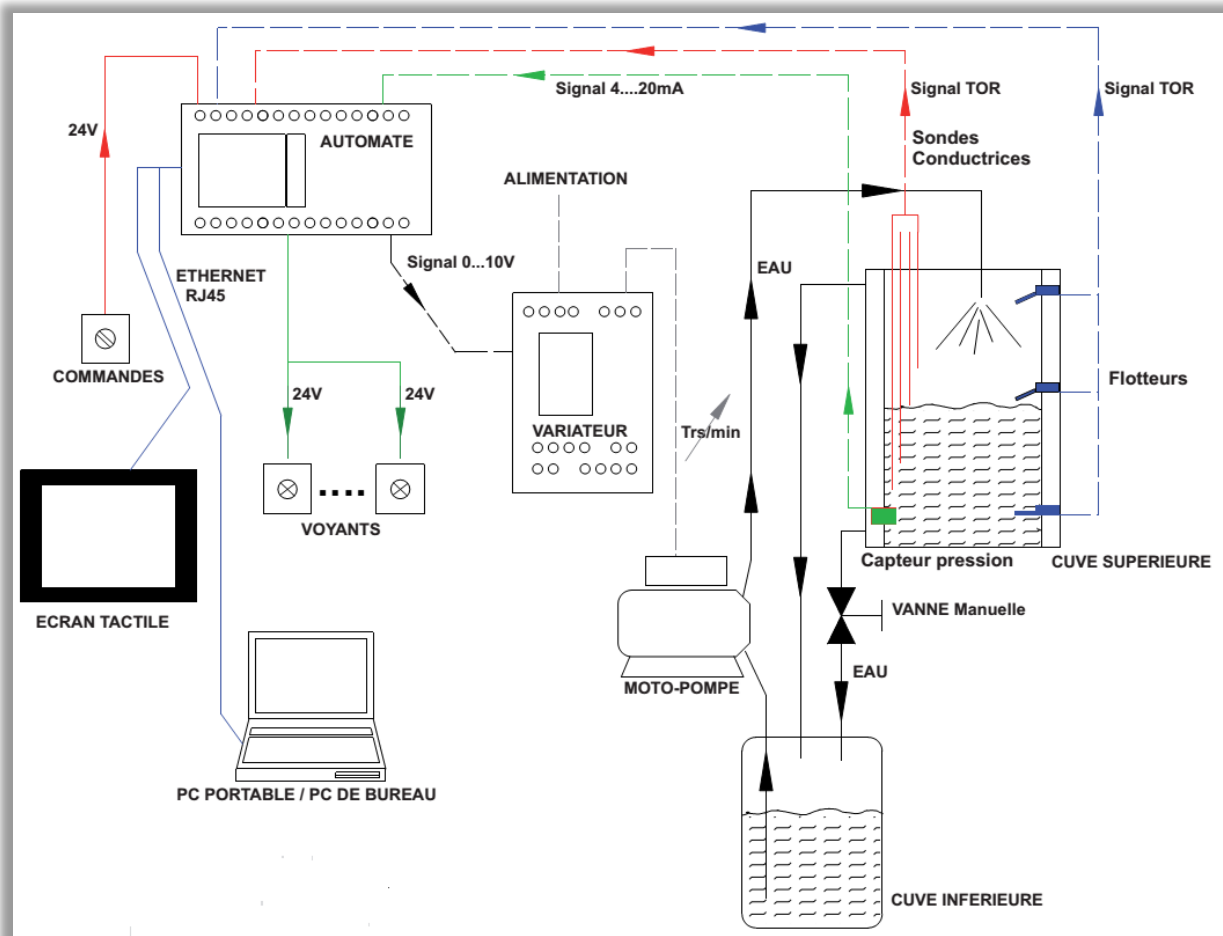 Signal 4....20mA
Signal TOR
Signal TOR
24V
AUTOMATE
Sondes
Conductrices
ALIMENTATION
ETHERNET
RJ45
Signal 0...10V
EAU
COMMANDES
24V
24V
Flotteurs
VARIATEUR
Trs/min
VOYANTS
Capteur pression
CUVE SUPERIEURE
ECRAN TACTILE
VANNE Manuelle
EAU
MOTO-POMPE
PC PORTABLE / PC DE BUREAU
CUVE INFERIEURE